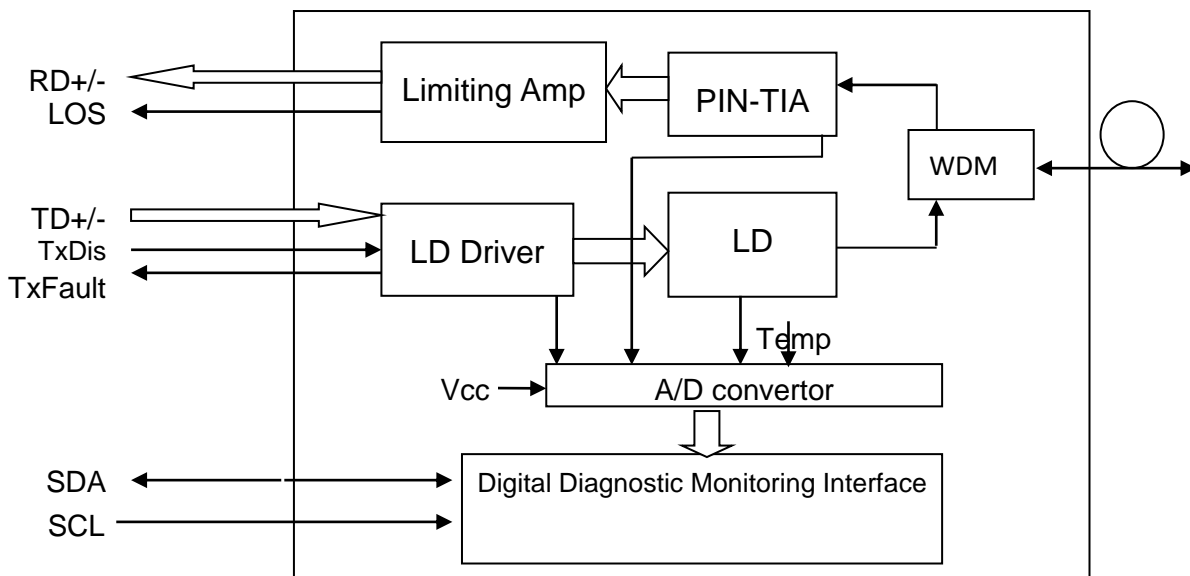 RD+/-
LOS
Limiting Amp
PIN-TIA
WDM
TD+/-
TxDis
TxFault
LD Driver
LD
Temp
Vcc
A/D convertor
SDA
SCL
Digital Diagnostic Monitoring Interface